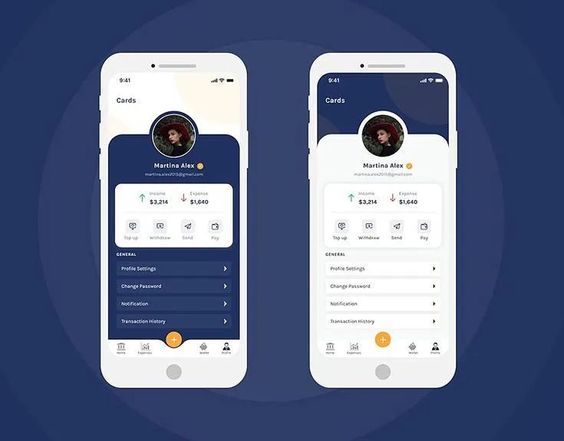 9:41
Cards
Martina Alex
martina.alex2015@gmail.com
Income
$3,214
Expense
$1,640
Top up
Withdraw
Send
Pay
GENERAL
Profile Settings
Change Password
Notification
Transaction History
Home
Expenses
Wallet
Profile
9:41
Cards
Martina Alex
martina.alex2015@gmail.com
Income
$3,214
Expense
$1,640
Top up
Withdraw
Send
Pay
GENERAL
Profile Settings
Change Password
Notification
Transaction History
Home
Expenses
Wallet
Profile